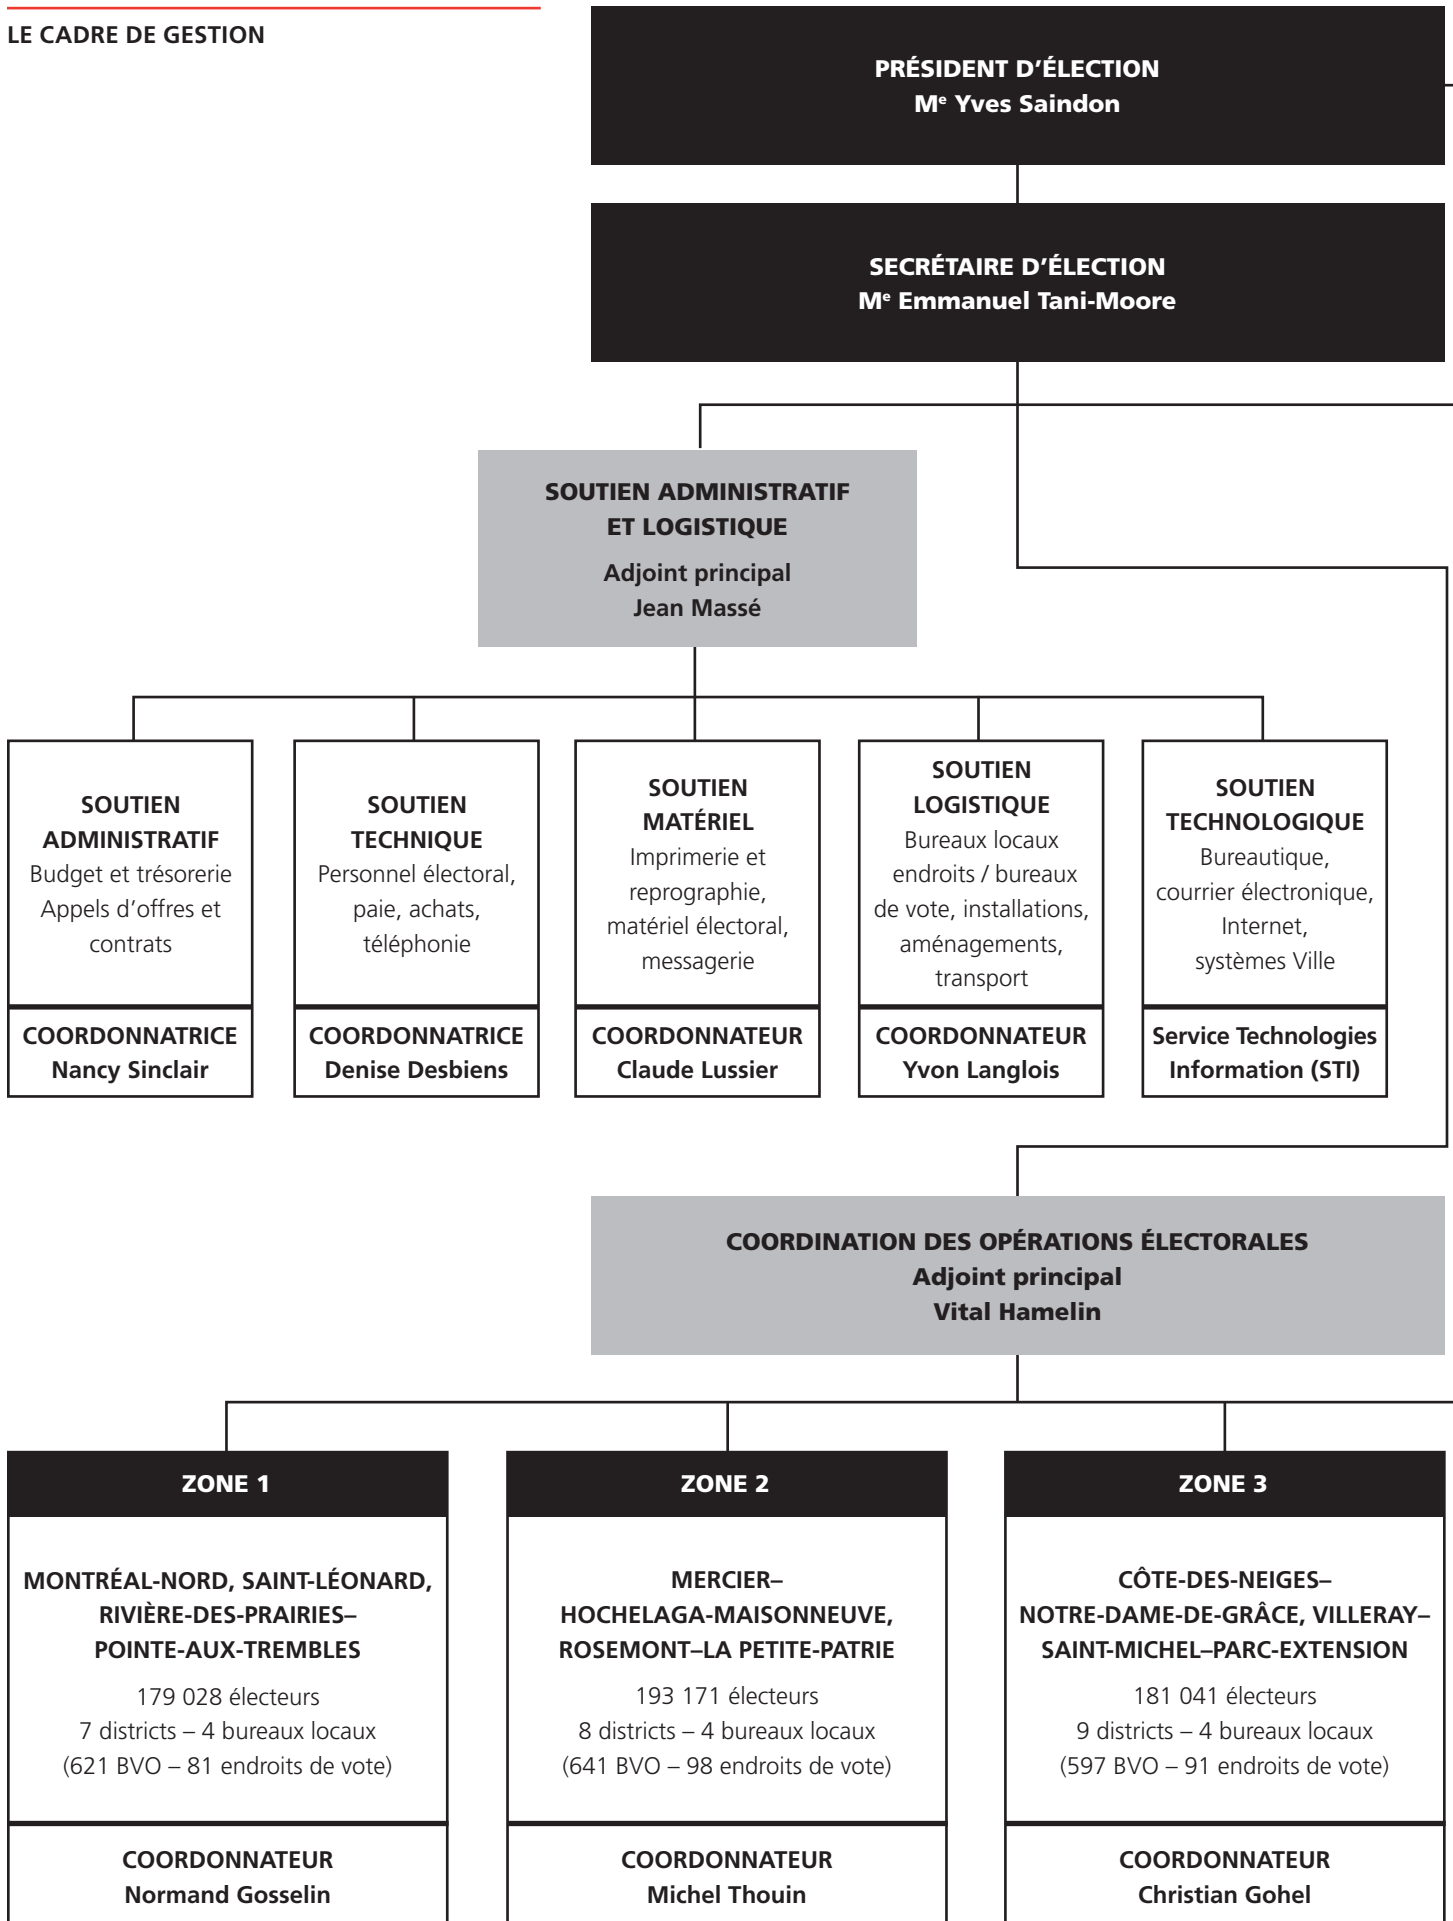 LE CADRE DE GESTION
PRÉSIDENT D’ÉLECTION
Mᵉ Yves Saindon
SECRÉTAIRE D’ÉLECTION
Mᵉ Emmanuel Tani-Moore
SOUTIEN ADMINISTRATIF
ET LOGISTIQUE
Adjoint principal
Jean Massé
SOUTIEN
ADMINISTRATIF
Budget et trésorerie
Appels d’offres et
contrats
COORDONNATRICE
Nancy Sinclair
SOUTIEN
TECHNIQUE
Personnel électoral,
paie, achats,
téléphonie
COORDONNATRICE
Denise Desbiens
SOUTIEN
MATÉRIEL
Imprimerie et
reprographie,
matériel électoral,
messagerie
COORDONNATEUR
Claude Lussier
SOUTIEN
LOGISTIQUE
Bureaux locaux
endroits / bureaux
de vote, installations,
aménagements,
transport
COORDONNATEUR
Yvon Langlois
SOUTIEN
TECHNOLOGIQUE
Bureautique,
courrier électronique,
Internet,
systèmes Ville
Service Technologies
Information (STI)
COORDINATION DES OPÉRATIONS ÉLECTORALES
Adjoint principal
Vital Hamelin
ZONE 1
MONTRÉAL-NORD, SAINT-LÉONARD,
RIVIÈRE-DES-PRAIRIES–
POINTE-AUX-TREMBLES
179 028 électeurs
7 districts – 4 bureaux locaux
(621 BVO – 81 endroits de vote)
COORDONNATEUR
Normand Gosselin
ZONE 2
MERCIER–
HOCHELAGA-MAISONNEUVE,
ROSEMONT–LA PETITE-PATRIE
193 171 électeurs
8 districts – 4 bureaux locaux
(641 BVO – 98 endroits de vote)
COORDONNATEUR
Michel Thouin
ZONE 3
CÔTE-DES-NEIGES–
NOTRE-DAME-DE-GRÂCE, VILLERAY–
SAINT-MICHEL–PARC-EXTENSION
181 041 électeurs
9 districts – 4 bureaux locaux
(597 BVO – 91 endroits de vote)
COORDONNATEUR
Christian Gohel